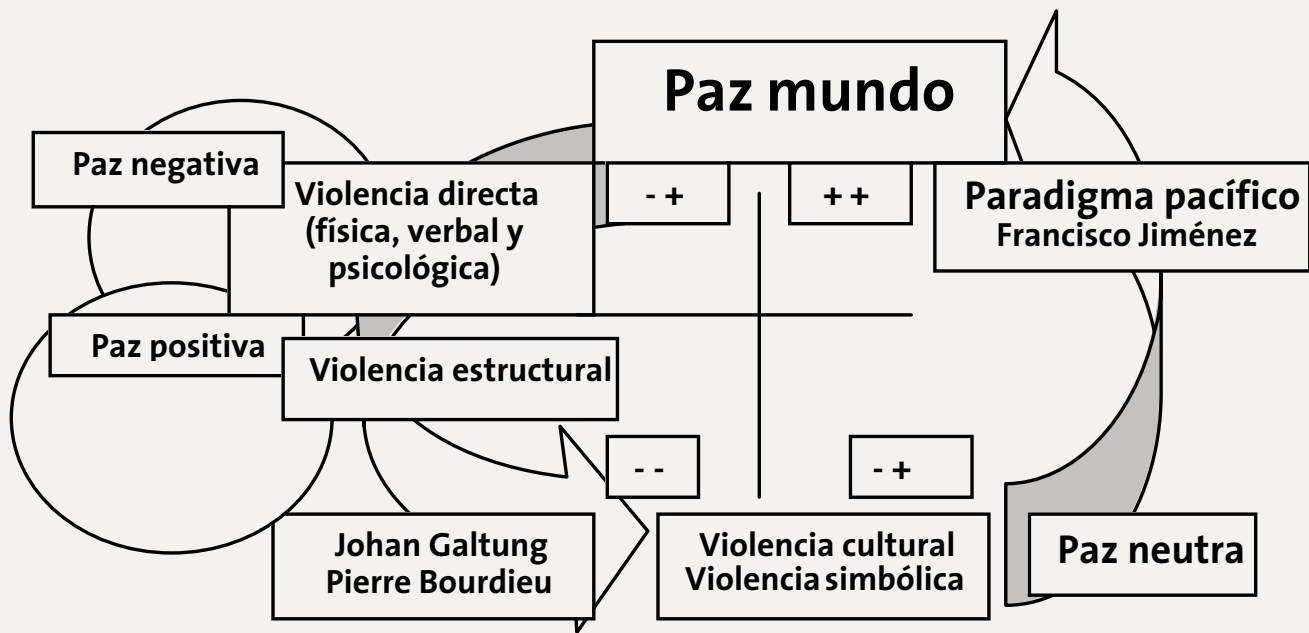 Paz mundo
Paz negativa
Violencia directa
(física, verbal y
psicológica)
- +
+ +
Paradigma pacífico
Francisco Jiménez
Paz positiva
Violencia estructural
- -
- +
Johan Galtung
Pierre Bourdieu
Violencia cultural
Violencia simbólica
Paz neutra